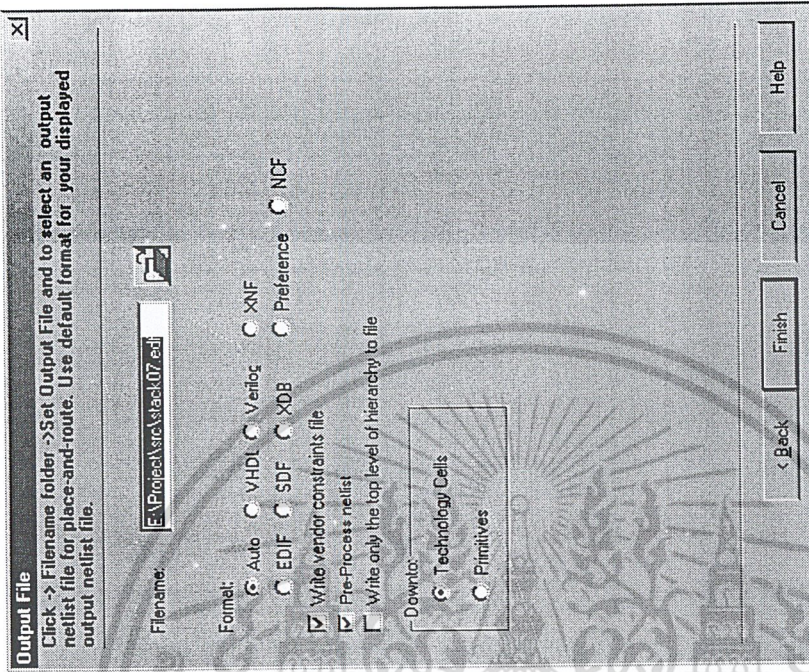 Output File
Click -> Filename folder ->Set Output File and to select an output
netlist file for place-and-route. Use default format for your displayed
output netlist file.
Filename:
E:\Project\src\stack07.edf
Format:
Auto VHDL Verilog XNF
EDIF SDF XDB Preference NCF
Write vendor constraints file
Pre-Process netlist
Write only the top level of hierarchy to file
Downto:
Technology Cells
Primitives
< Back Finish Cancel Help